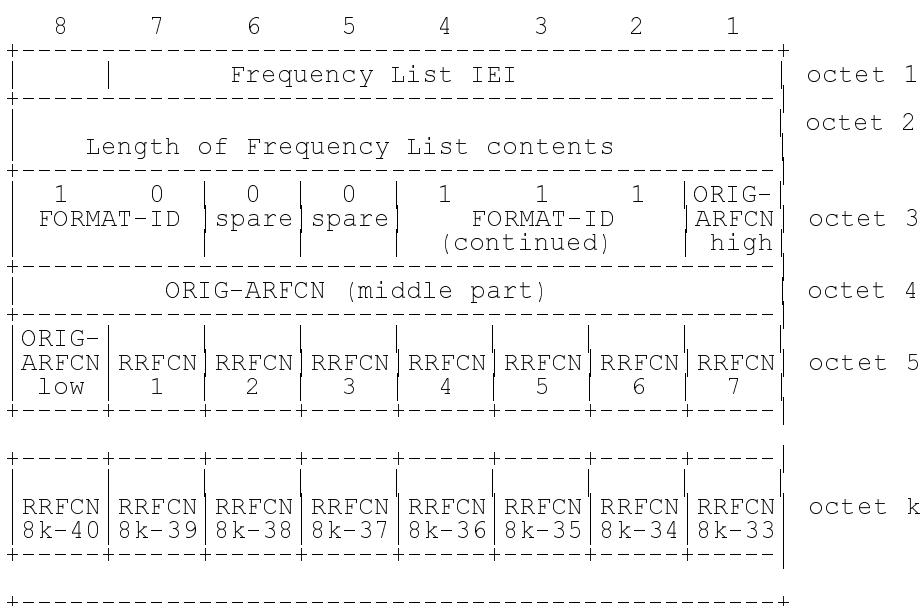 8 7 6 5 4 3 2 1
Frequency List IEI octet 1
octet 2
Length of Frequency List contents
1 0 0 0 1 1 1 ORIG-
FORMAT-ID spare spare FORMAT-ID ARFCN octet 3
(continued) high
ORIG-ARFCN (middle part) octet 4
ORIG-
ARFCN RRFCN RRFCN RRFCN RRFCN RRFCN RRFCN RRFCN octet 5
low 1 2 3 4 5 6 7
RRFCN RRFCN RRFCN RRFCN RRFCN RRFCN RRFCN RRFCN octet k
8k-40 8k-39 8k-38 8k-37 8k-36 8k-35 8k-34 8k-33